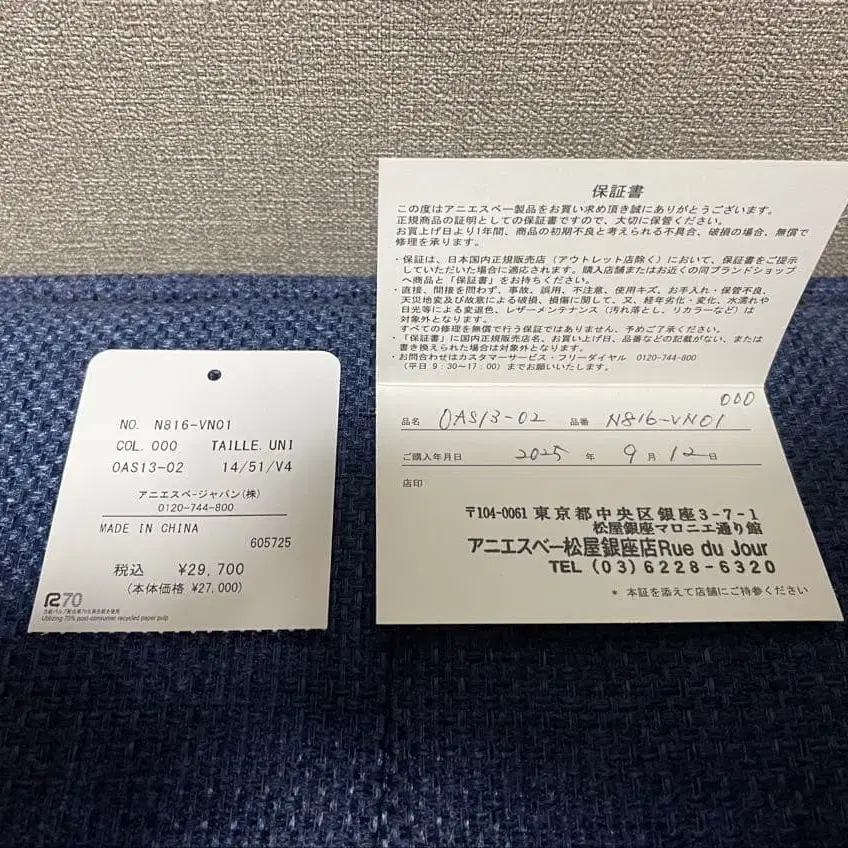 NO. N816-VN01
COL. 000 TAILLE. UNI
OAS13-02 14/51/V4
アニエスベージャパン(株)
0120-744-800
MADE IN CHINA
605725
税込 ¥29,700
(本体価格 ¥27,000)
R70
古紙パルプ配合率70%再生紙を使用
Utilizing 70% post-consumer recycled paper pulp
保証書
この度はアニエスベー製品をお買い求め頂き誠にありがとうございます。
正規商品の証明としての保証書ですので、大切に保管ください。
お買上げ日より1年間、商品の初期不良と考えられる不具合、破損の場合、無償で
修理を承ります。
・保証は、日本国内正規販売店(アウトレット店除く)において、保証書をご提示
していただいた場合に適応されます。購入店舗またはお近くの同ブランドショップ
へ商品と「保証書」をお持ちください。
・直接、間接を問わず、事故、誤用、不注意、使用キズ、お手入れ・保管不良、
天災地変及び故意による破損、損傷に関して、又、経年劣化・変化、水濡れや
日光等による変退色、レザーメンテナンス(汚れ落とし、リカラーなど)は
対象外となります。
すべての修理を無償で行う保証ではありません、予めご了承ください。
・「保証書」に国内正規販売店名、お買い上げ日、品番などの記載がない、または
書き換えられた場合は対象外となります。
・お問合わせはカスタマーサービス・フリーダイヤル 0120-744-800
(平日 9:30〜17:00)までお願いいたします。
000
品名 OAS13-02 品番 N816-VN01
ご購入年月日 2025 年 9 月 12 日
店印
〒104-0061 東京都中央区銀座3-7-1
松屋銀座マロニエ通り館
アニエスベー松屋銀座店Rue du Jour
TEL (03) 6228-6320
* 本証を添えて店舗にご持参ください